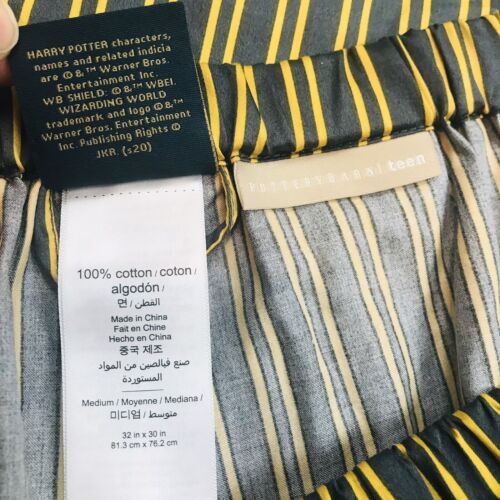 HARRY POTTER characters,
names and related indicia
are © & ™ Warner Bros.
Entertainment Inc.
WB SHIELD: © & ™ WBEI.
WIZARDING WORLD
trademark and logo © & ™
Warner Bros. Entertainment
Inc. Publishing Rights ©
JKR. (s20)
POTTERY BARN | teen
100% cotton / coton /
algodón /
면 / القطن /
Made in China
Fait en Chine
Hecho en China
중국 제조
صنع فيالصين من المواد
المستوردة
Medium / Moyenne / Mediana /
미디엄 / متوسط /
32 in x 30 in
81.3 cm x 76.2 cm